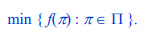 min { f(π) : π ∈ Π }.